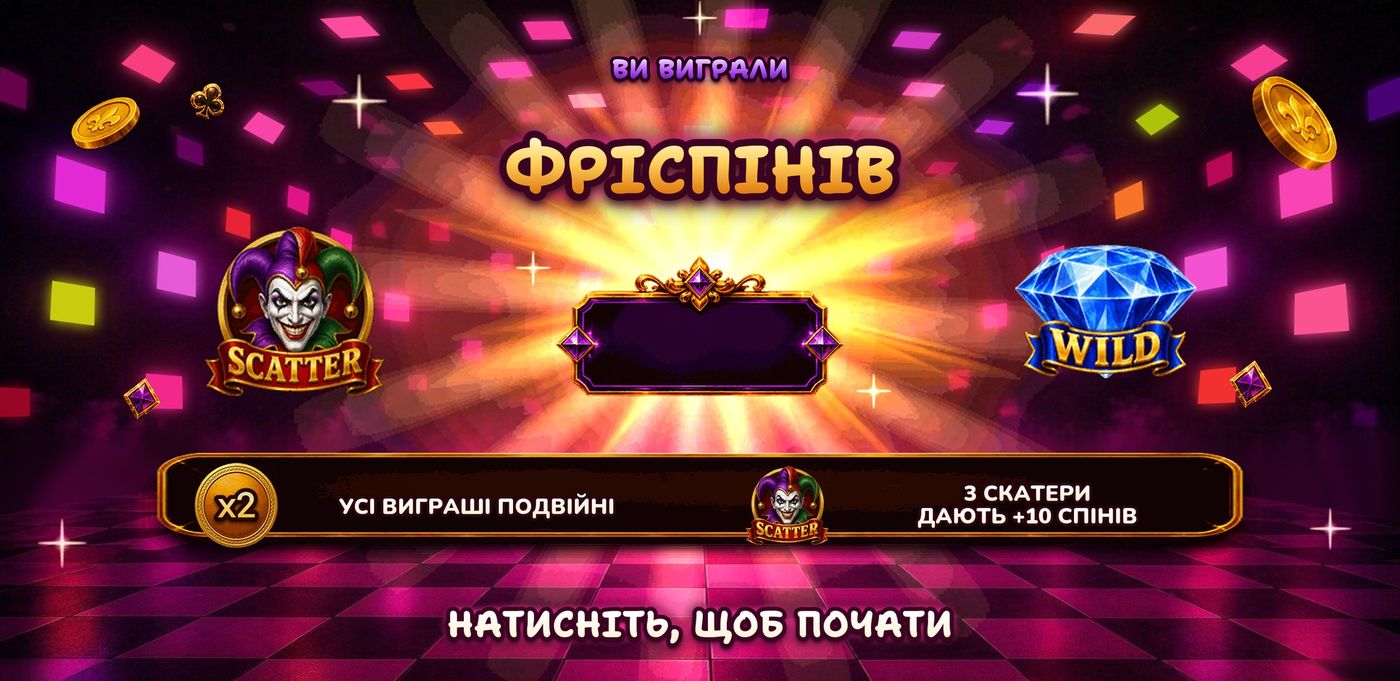 ВИ ВИГРАЛИ
ФРІСПІНІВ
SCATTER
WILD
x2
УСІ ВИГРАШІ ПОДВІЙНІ
SCATTER
3 СКАТЕРИ
ДАЮТЬ +10 СПІНІВ
НАТИСНІТЬ, ЩОБ ПОЧАТИ